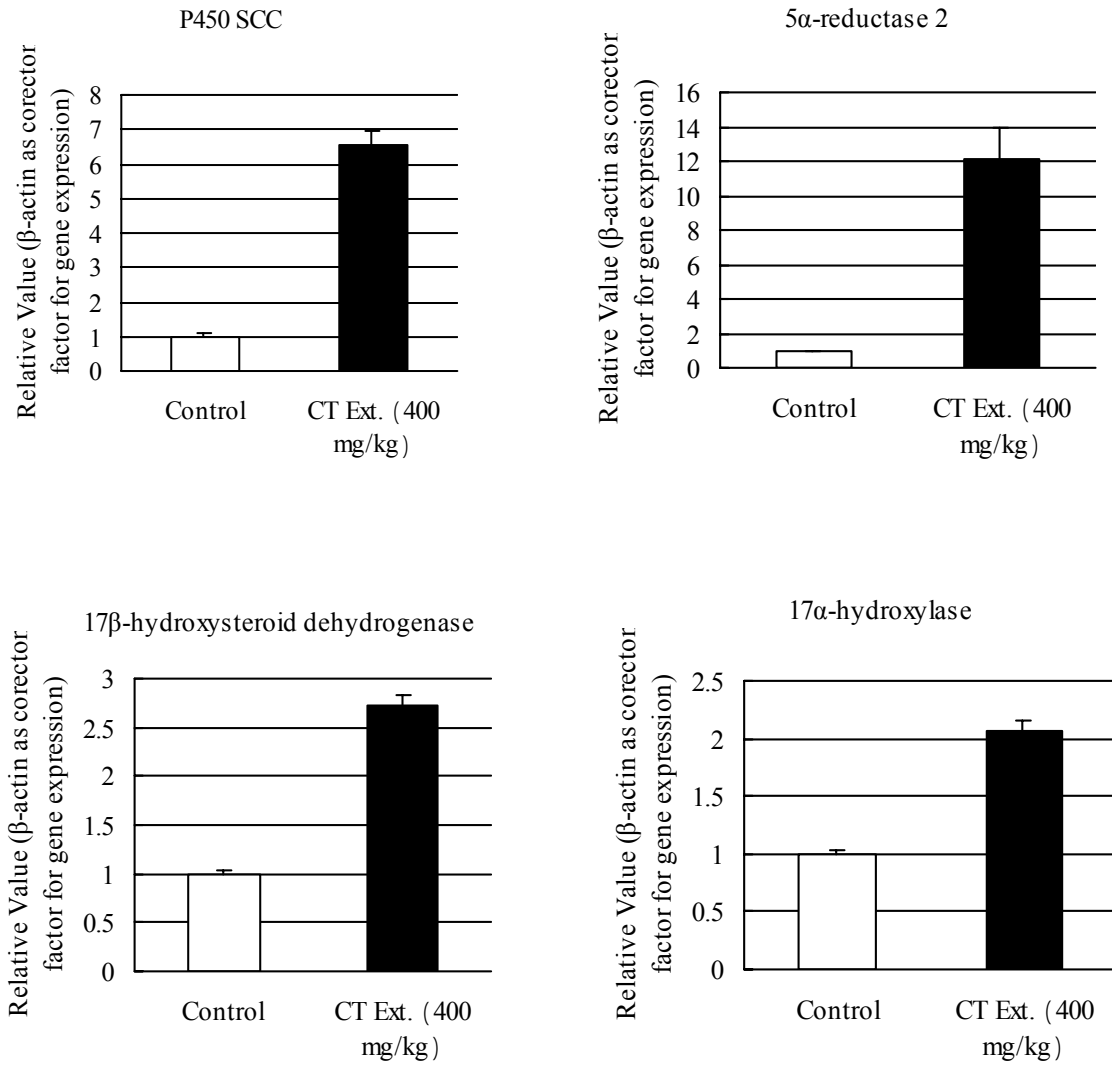 P450 SCC
Relative Value (β-actin as corector
factor for gene expression)
8
7
6
5
4
3
2
1
0
Control
CT Ext. (400
mg/kg)
5α-reductase 2
Relative Value (β-actin as corector
factor for gene expression)
16
14
12
10
8
6
4
2
0
Control
CT Ext. (400
mg/kg)
17β-hydroxysteroid dehydrogenase
Relative Value (β-actin as corector
factor for gene expression)
3
2.5
2
1.5
1
0.5
0
Control
CT Ext. (400
mg/kg)
17α-hydroxylase
Relative Value (β-actin as corector
factor for gene expression)
2.5
2
1.5
1
0.5
0
Control
CT Ext. (400
mg/kg)